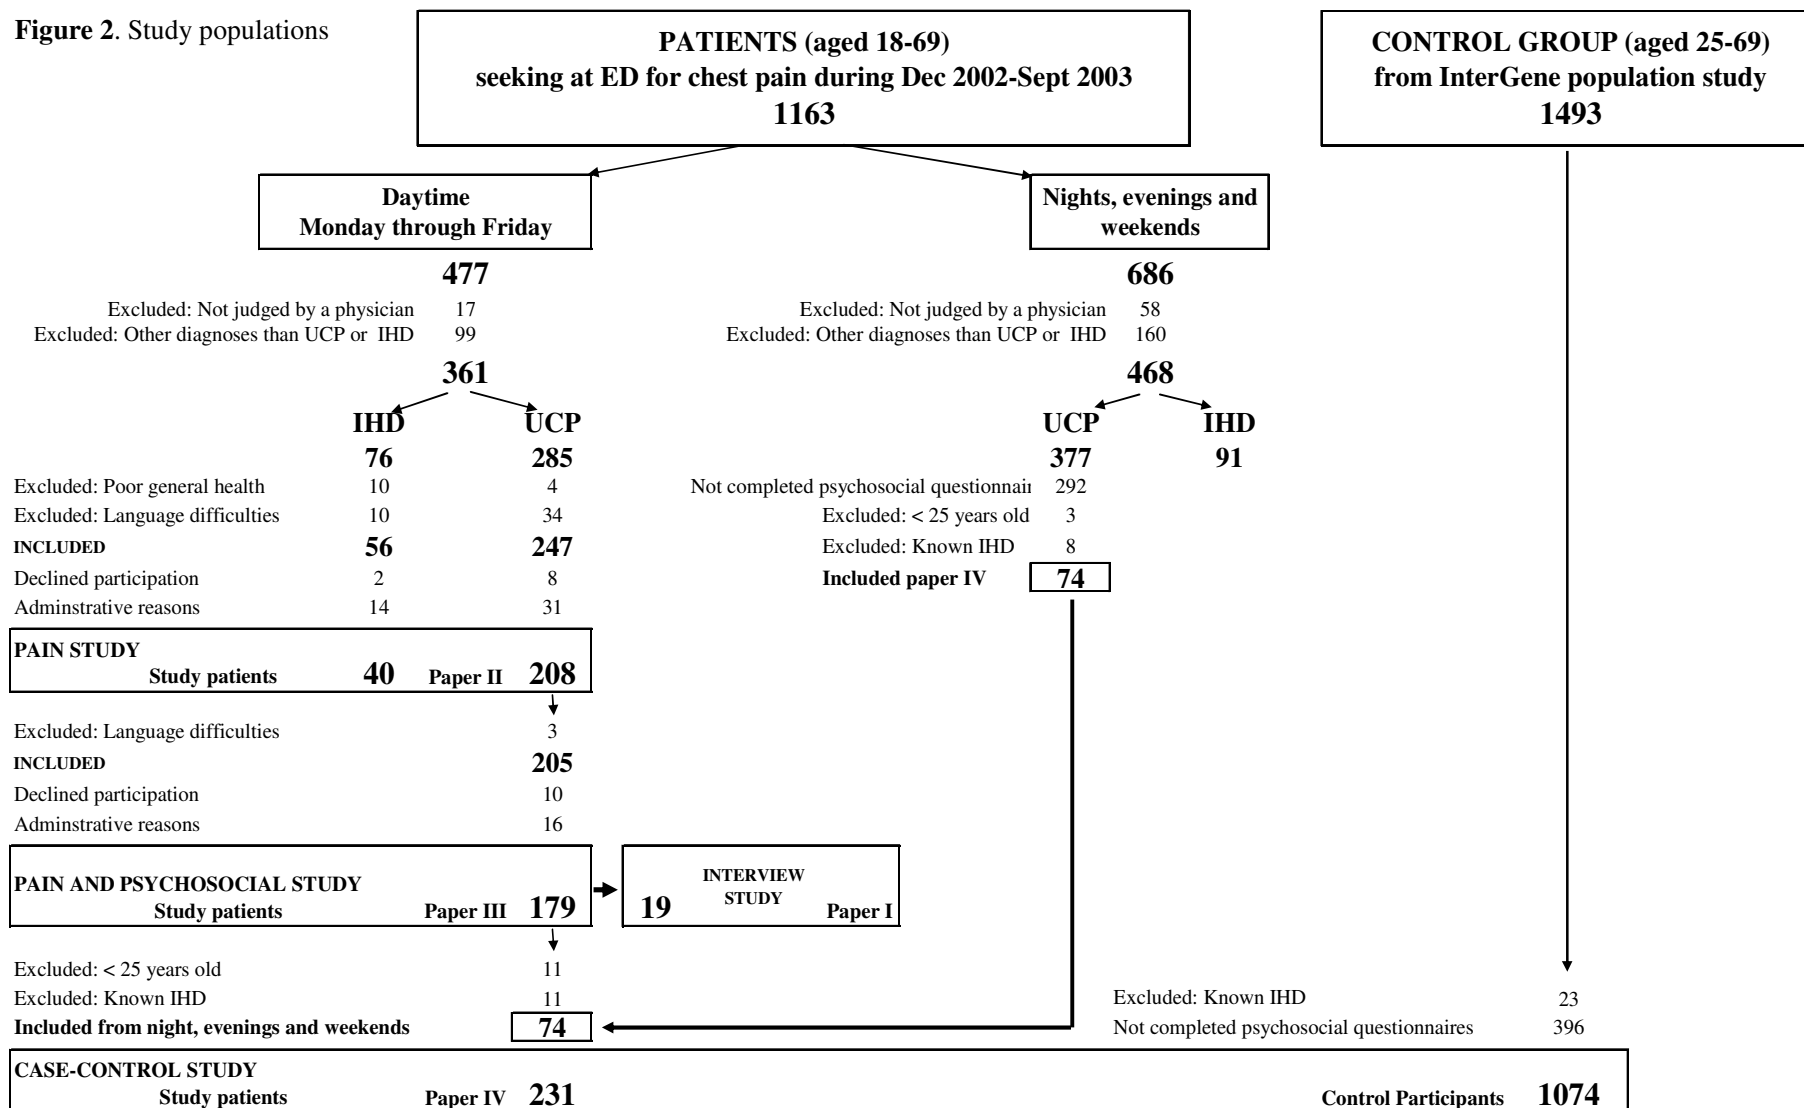 Figure 2. Study populations
PATIENTS (aged 18-69)
seeking at ED for chest pain during Dec 2002-Sept 2003
1163
CONTROL GROUP (aged 25-69)
from InterGene population study
1493
Daytime
Monday through Friday
Nights, evenings and
weekends
477
686
Excluded: Not judged by a physician 17
Excluded: Other diagnoses than UCP or IHD 99
Excluded: Not judged by a physician 58
Excluded: Other diagnoses than UCP or IHD 160
361
468
IHD UCP
76 285
UCP IHD
377 91
Excluded: Poor general health 10 4
Excluded: Language difficulties 10 34
INCLUDED 56 247
Declined participation 2 8
Adminstrative reasons 14 31
Not completed psychosocial questionnair 292
Excluded: < 25 years old 3
Excluded: Known IHD 8
Included paper IV 74
PAIN STUDY
Study patients 40 Paper II 208
Excluded: Language difficulties 3
INCLUDED 205
Declined participation 10
Adminstrative reasons 16
PAIN AND PSYCHOSOCIAL STUDY
Study patients Paper III 179
INTERVIEW
STUDY
19 Paper I
Excluded: < 25 years old 11
Excluded: Known IHD 11
Included from night, evenings and weekends 74
Excluded: Known IHD 23
Not completed psychosocial questionnaires 396
CASE-CONTROL STUDY
Study patients Paper IV 231
Control Participants 1074